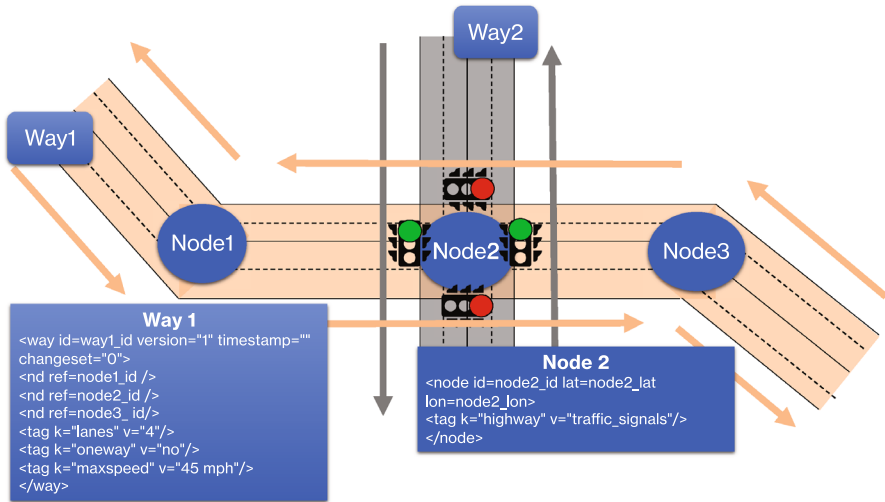 Way2
Way1
Node1
Node2
Node3
Way 1
<way id=way1_id version="1" timestamp=""
changeset="0">
<nd ref=node1_id />
<nd ref=node2_id />
<nd ref=node3_ id/>
<tag k="lanes" v="4"/>
<tag k="oneway" v="no"/>
<tag k="maxspeed" v="45 mph"/>
</way>
Node 2
<node id=node2_id lat=node2_lat
lon=node2_lon>
<tag k="highway" v="traffic_signals"/>
</node>